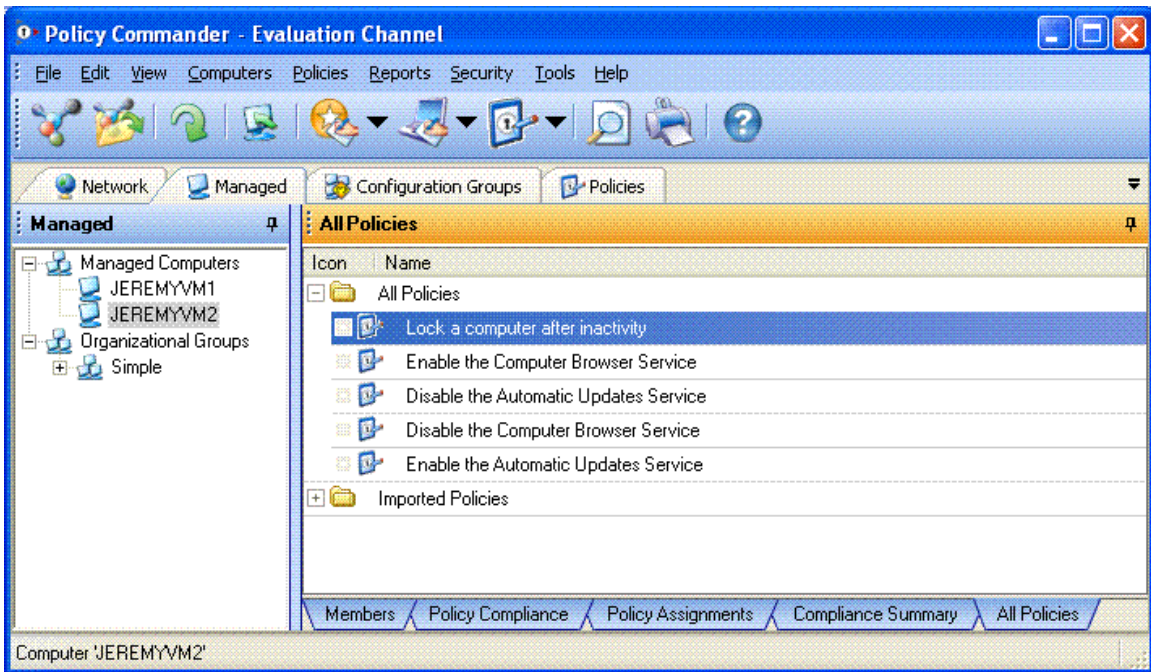 Policy Commander - Evaluation Channel
File Edit View Computers Policies Reports Security Tools Help
Network Managed Configuration Groups Policies
Managed
Managed Computers
JEREMYVM1
JEREMYVM2
Organizational Groups
Simple
All Policies
Icon Name
All Policies
Lock a computer after inactivity
Enable the Computer Browser Service
Disable the Automatic Updates Service
Disable the Computer Browser Service
Enable the Automatic Updates Service
Imported Policies
Members Policy Compliance Policy Assignments Compliance Summary All Policies
Computer 'JEREMYVM2'